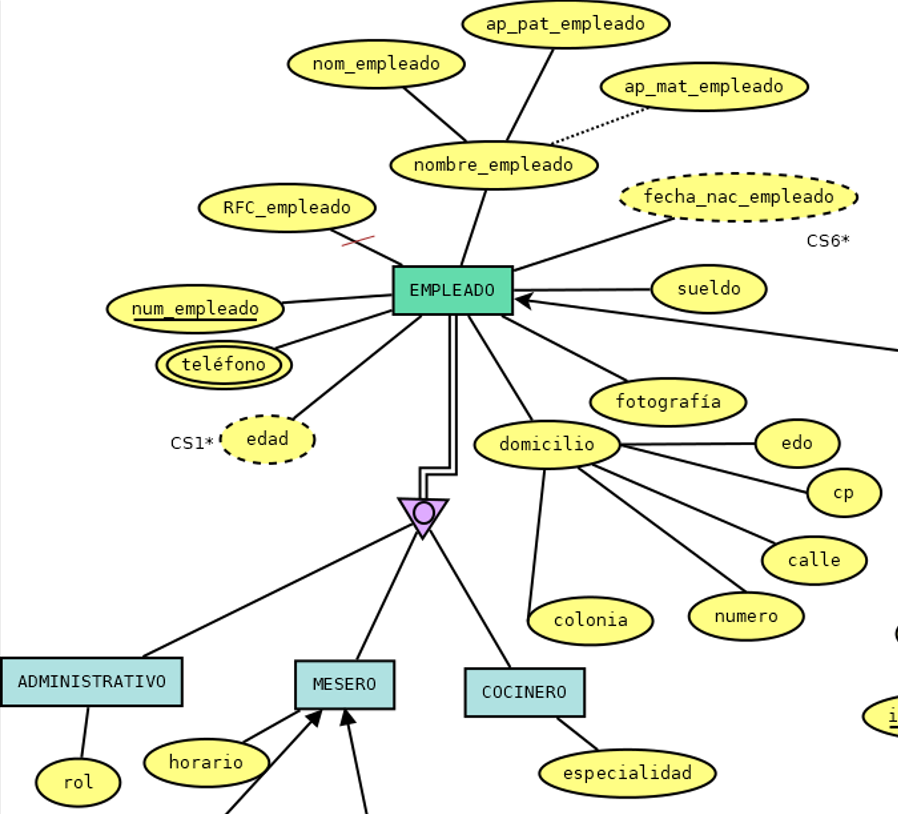 ap_pat_empleado
nom_empleado
ap_mat_empleado
nombre_empleado
RFC_empleado
fecha_nac_empleado
CS6*
EMPLEADO
sueldo
num_empleado
teléfono
fotografía
CS1*
edad
domicilio
edo
cp
calle
numero
colonia
ADMINISTRATIVO
MESERO
COCINERO
horario
especialidad
rol